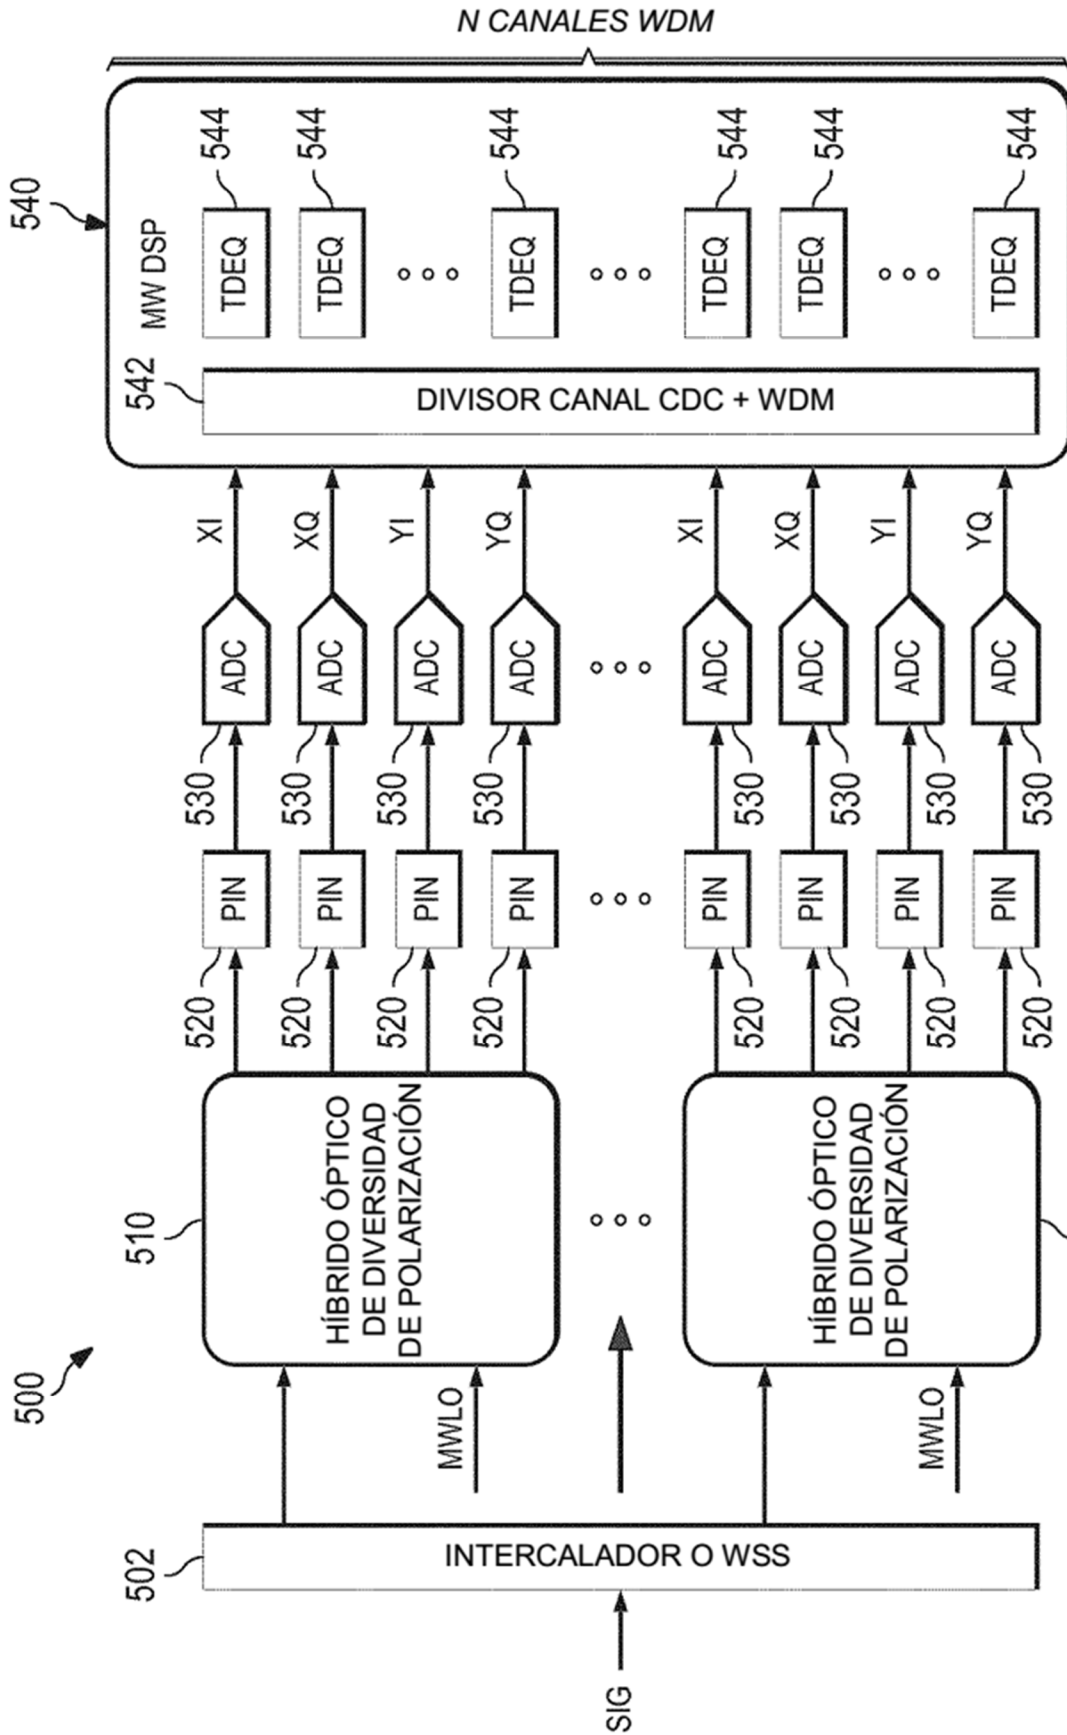 N CANALES WDM
500
SIG
502
INTERCALADOR O WSS
MWLO
MWLO
510
HÍBRIDO ÓPTICO
DE DIVERSIDAD
DE POLARIZACIÓN
HÍBRIDO ÓPTICO
DE DIVERSIDAD
DE POLARIZACIÓN
520
PIN
520
PIN
520
PIN
520
PIN
520
PIN
520
PIN
520
PIN
520
PIN
530
ADC
530
ADC
530
ADC
530
ADC
530
ADC
530
ADC
530
ADC
530
ADC
XI
XQ
YI
YQ
XI
XQ
YI
YQ
540
MW DSP
542
DIVISOR CANAL CDC + WDM
TDEQ
544
TDEQ
544
TDEQ
544
TDEQ
544
TDEQ
544
TDEQ
544